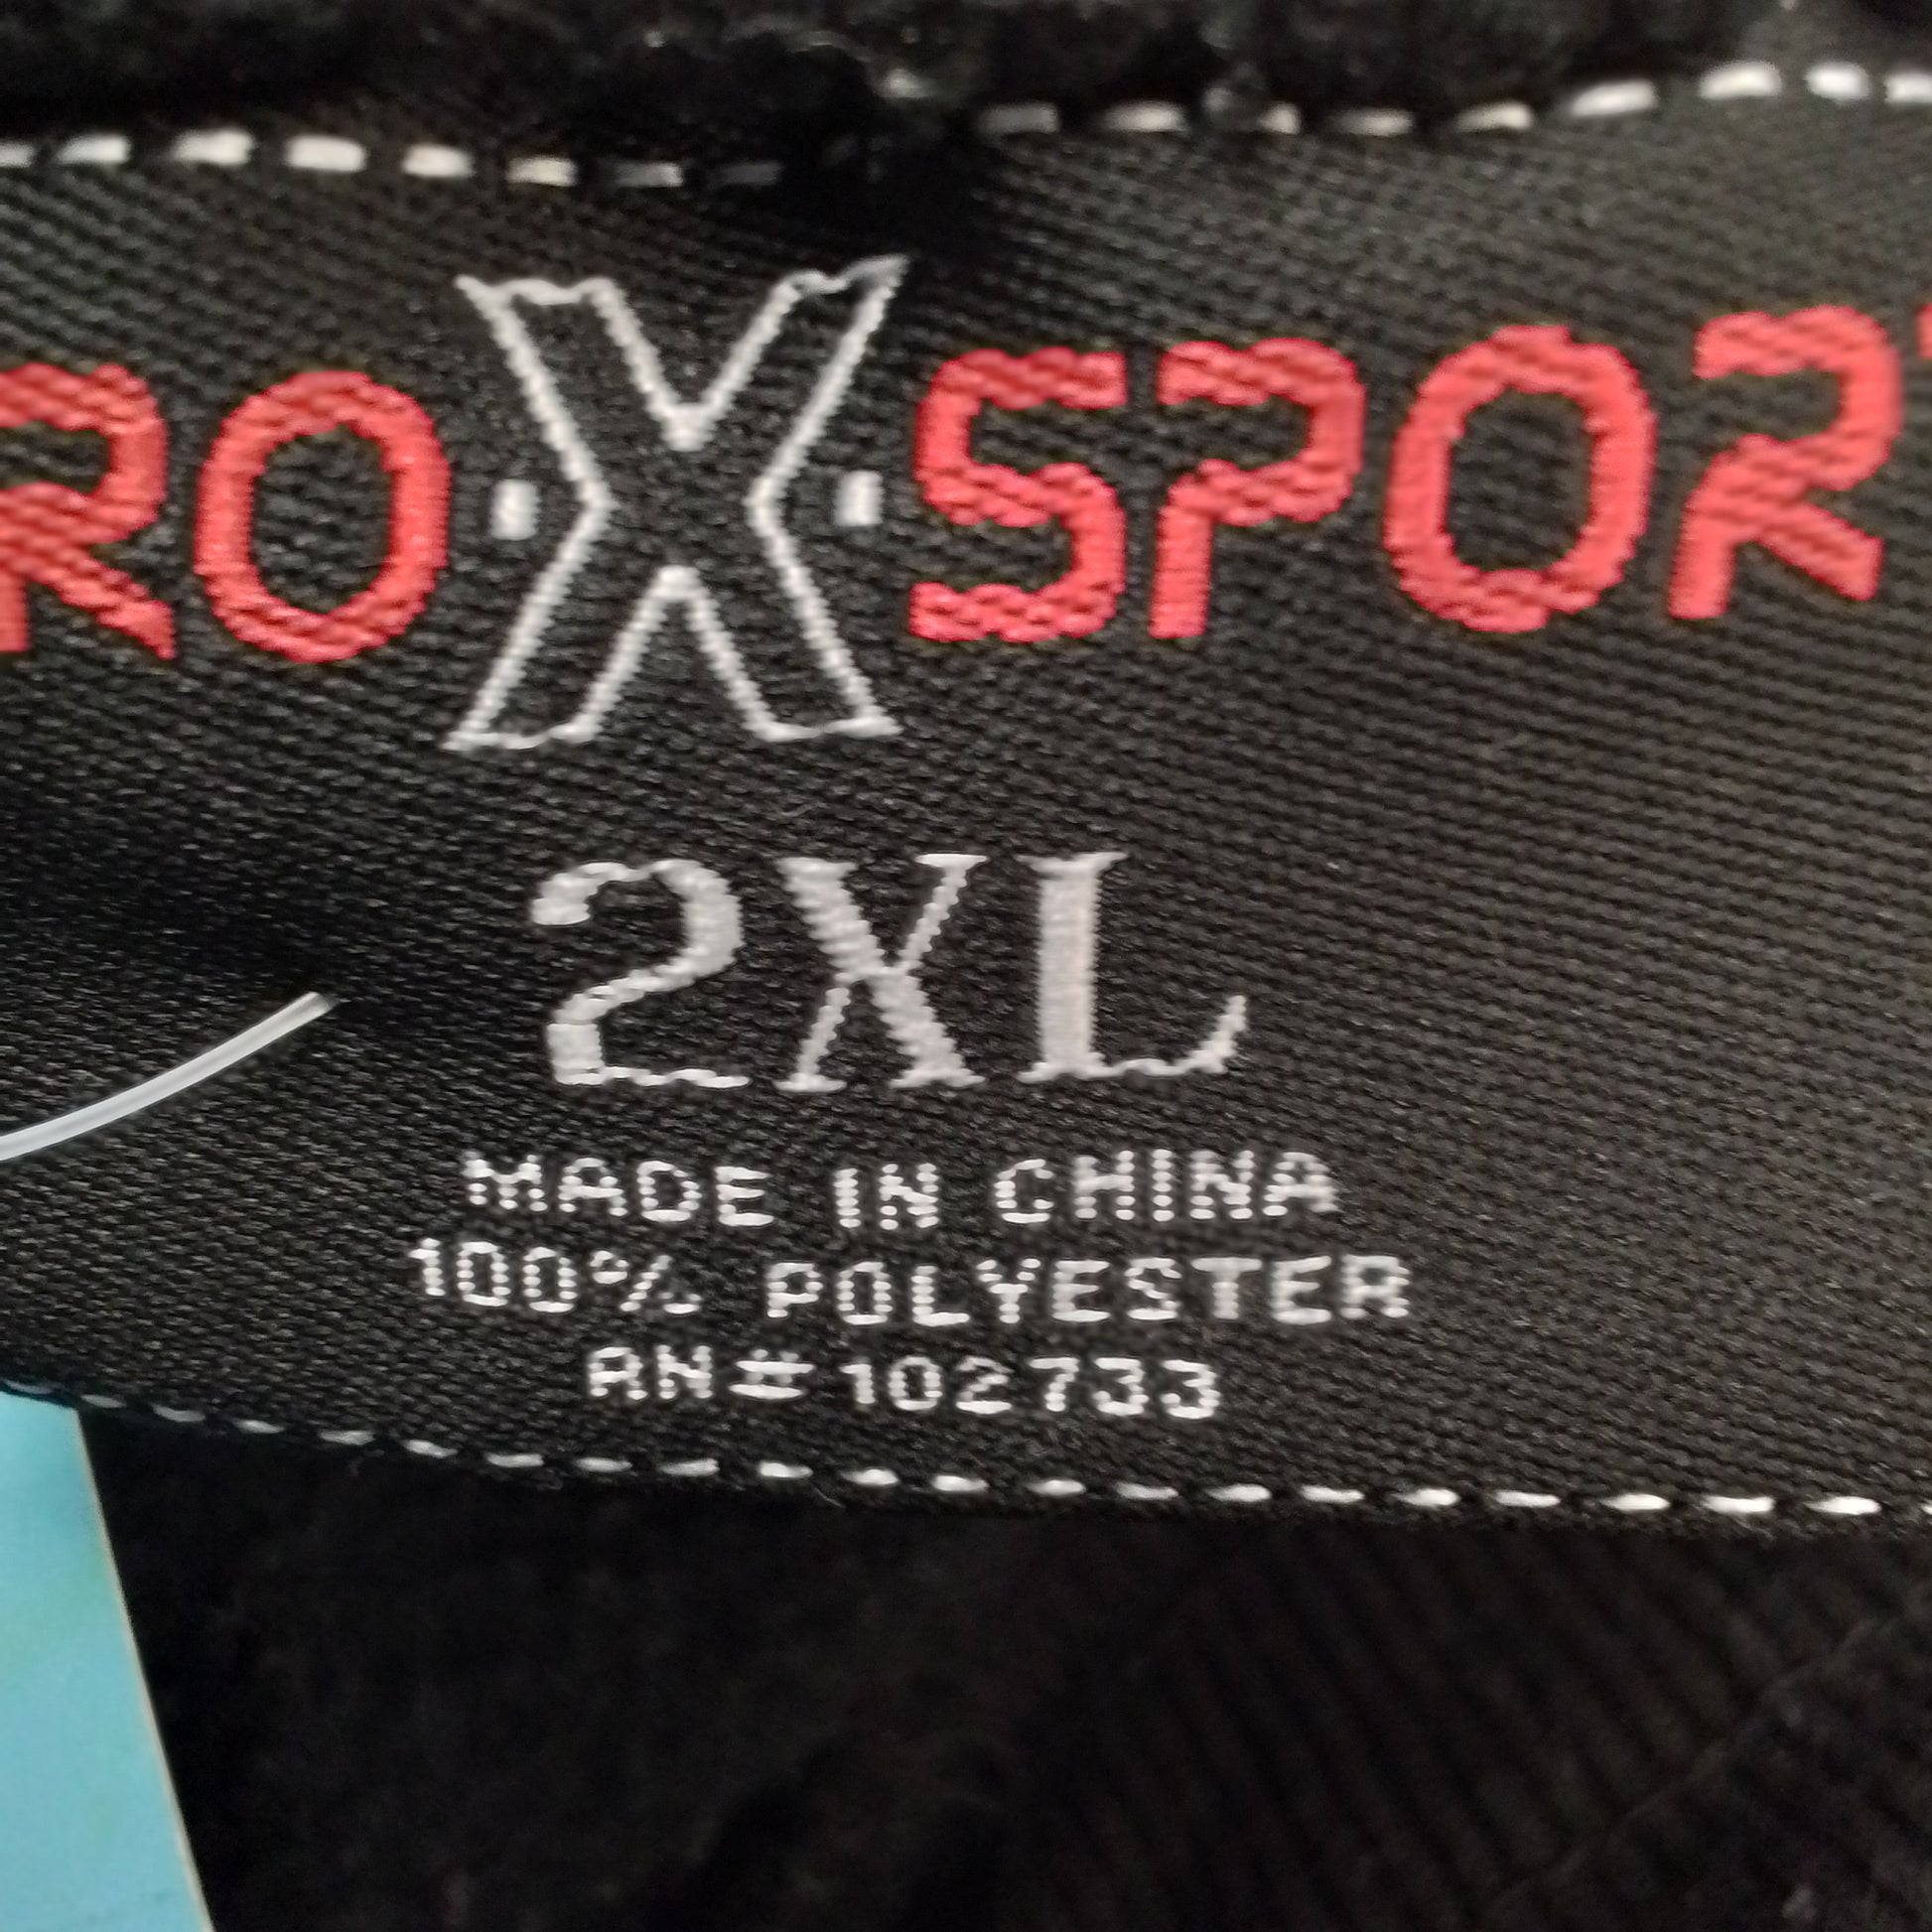 RO·X·SPOR
2XL
MADE IN CHINA
100% POLYESTER
RN#102733